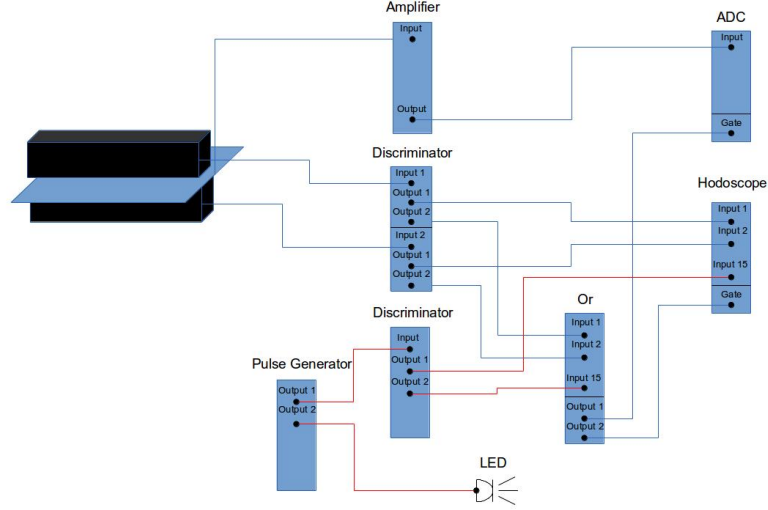 Amplifier
Input
Output
ADC
Input
Gate
Discriminator
Input 1
Output 1
Output 2
Input 2
Output 1
Output 2
Hodoscope
Input 1
Input 2
Input 15
Gate
Discriminator
Input
Output 1
Output 2
Or
Input 1
Input 2
Input 15
Output 1
Output 2
Pulse Generator
Output 1
Output 2
LED